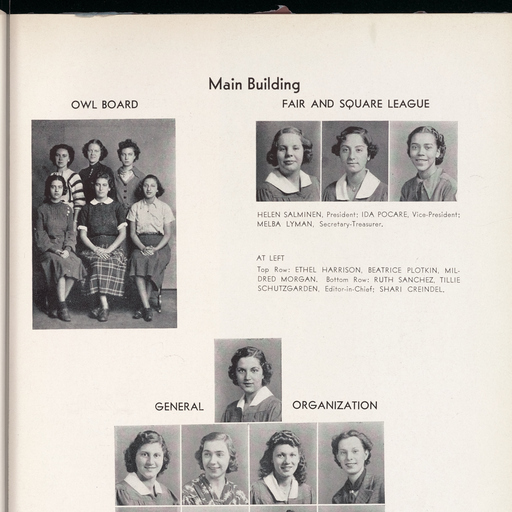 Main Building
OWL BOARD
FAIR AND SQUARE LEAGUE
HELEN SALMINEN, President; IDA POCARE, Vice-President;
MELBA LYMAN, Secretary-Treasurer.
AT LEFT
Top Row: ETHEL HARRISON, BEATRICE PLOTKIN, MIL-
DRED MORGAN. Bottom Row: RUTH SANCHEZ, TILLIE
SCHUTZGARDEN, Editor-in-Chief; SHARI CREINDEL.
GENERAL ORGANIZATION